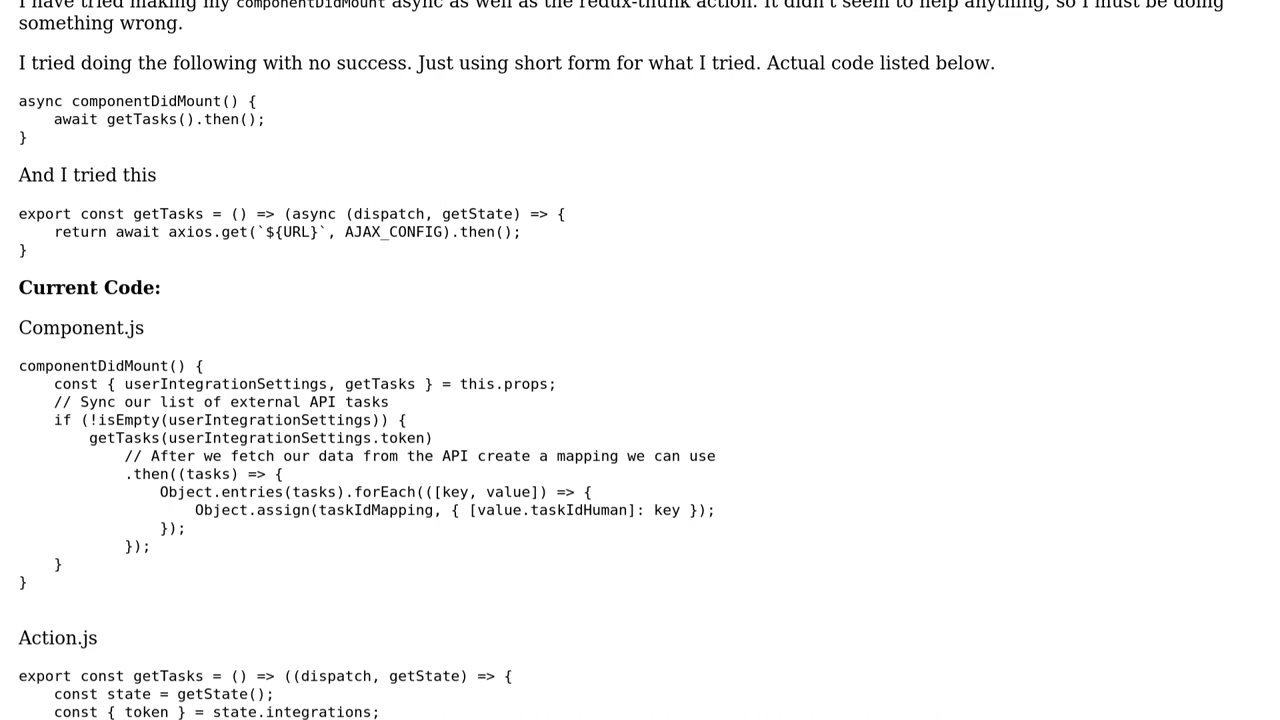 I have tried making my componentDidMount async as well as the redux-thunk action. It didn't seem to help anything, so I must be doing
something wrong.
I tried doing the following with no success. Just using short form for what I tried. Actual code listed below.
async componentDidMount() {
    await getTasks().then();
}
And I tried this
export const getTasks = () => (async (dispatch, getState) => {
    return await axios.get(`${URL}`, AJAX_CONFIG).then();
}
Current Code:
Component.js
componentDidMount() {
    const { userIntegrationSettings, getTasks } = this.props;
    // Sync our list of external API tasks
    if (!isEmpty(userIntegrationSettings)) {
        getTasks(userIntegrationSettings.token)
            // After we fetch our data from the API create a mapping we can use
            .then((tasks) => {
                Object.entries(tasks).forEach(([key, value]) => {
                    Object.assign(taskIdMapping, { [value.taskIdHuman]: key });
                });
            });
    }
}
Action.js
export const getTasks = () => ((dispatch, getState) => {
    const state = getState();
    const { token } = state.integrations;